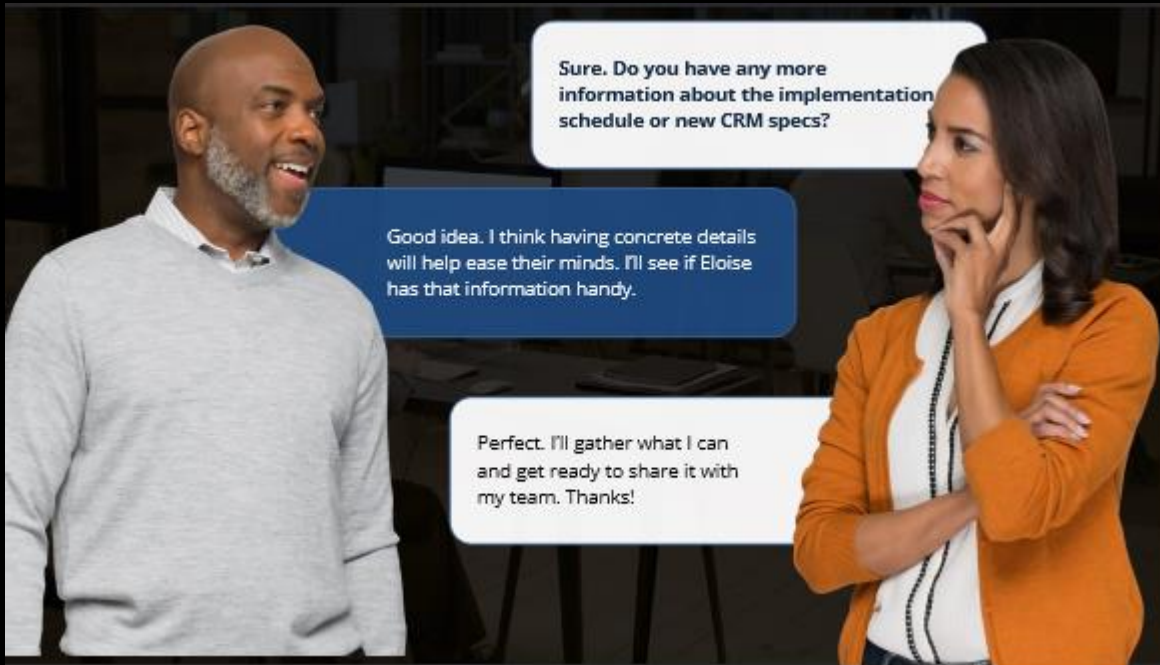 Sure. Do you have any more
information about the implementation
schedule or new CRM specs?
Good idea. I think having concrete details
will help ease their minds. I'll see if Eloise
has that information handy.
Perfect. I'll gather what I can
and get ready to share it with
my team. Thanks!